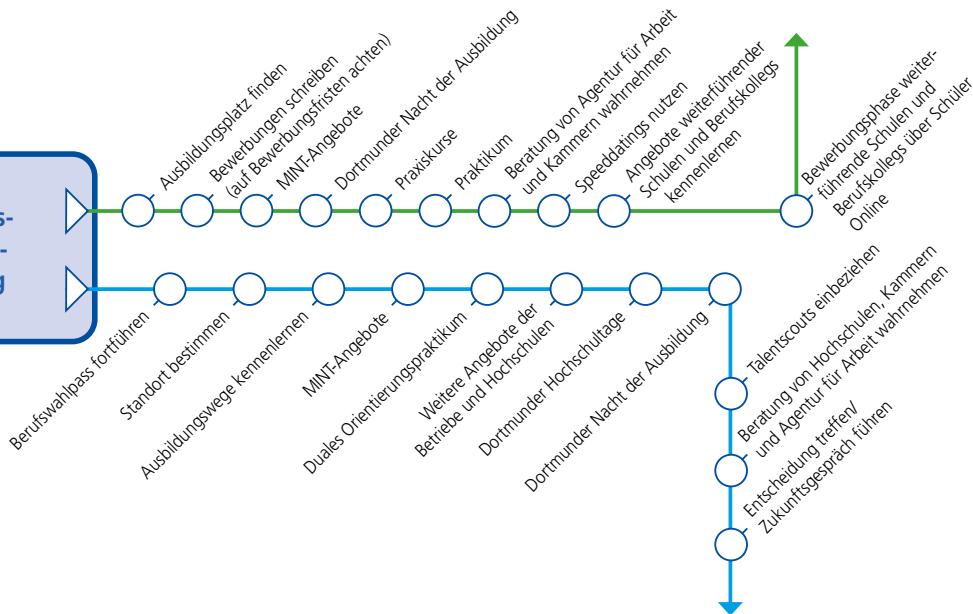 s-
-
g
Ausbildungsplatz finden
Bewerbungen schreiben
(auf Bewerbungsfristen achten)
MINT-Angebote
Dortmunder Nacht der Ausbildung
Praxiskurse
Praktikum
Beratung von Agentur für Arbeit
und Kammern wahrnehmen
Speeddatings nutzen
Angebote weiterführender
Schulen und Berufskollegs
kennenlernen
Bewerbungsphase weiter-
führende Schulen und
Berufskollegs über Schüler
Online
Berufswahlpass fortführen
Standort bestimmen
Ausbildungswege kennenlernen
MINT-Angebote
Duales Orientierungspraktikum
Weitere Angebote der
Betriebe und Hochschulen
Dortmunder Hochschultage
Dortmunder Nacht der Ausbildung
Talentscouts einbeziehen
Beratung von Hochschulen, Kammern
und Agentur für Arbeit wahrnehmen
Entscheidung treffen/
Zukunftsgespräch führen